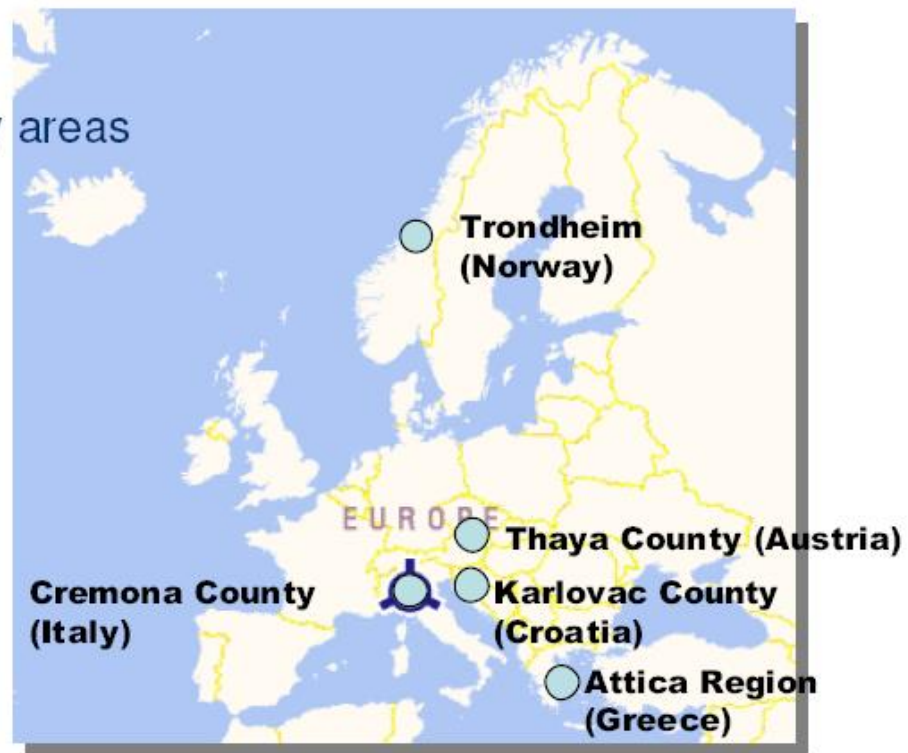 areas
Trondheim
(Norway)
EUROPE
Thaya County (Austria)
Cremona County
(Italy)
Karlovac County
(Croatia)
Attica Region
(Greece)